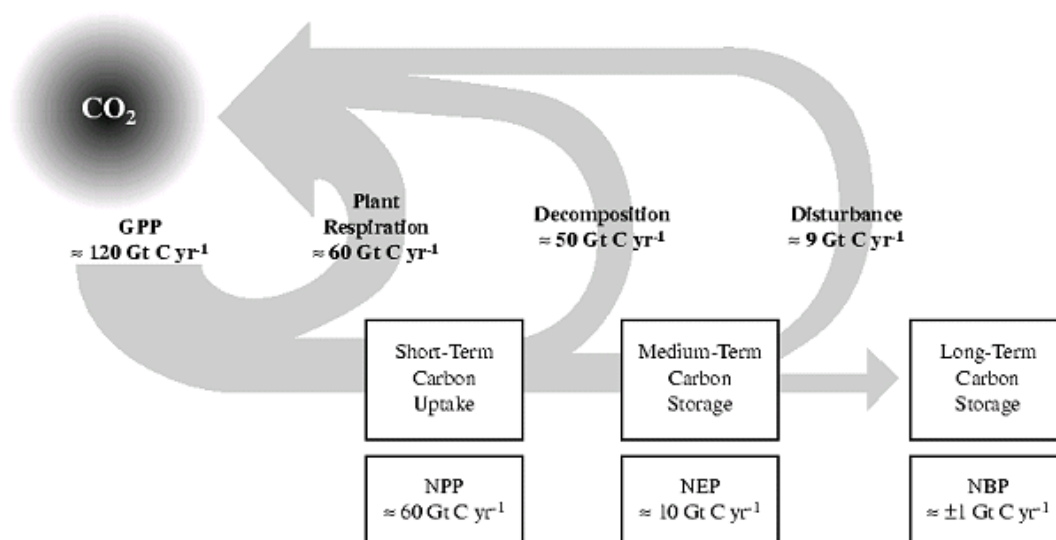 CO₂
GPP
≈ 120 Gt C yr⁻¹
Plant
Respiration
≈ 60 Gt C yr⁻¹
Decomposition
≈ 50 Gt C yr⁻¹
Disturbance
≈ 9 Gt C yr⁻¹
Short-Term
Carbon
Uptake
Medium-Term
Carbon
Storage
Long-Term
Carbon
Storage
NPP
≈ 60 Gt C yr⁻¹
NEP
≈ 10 Gt C yr⁻¹
NBP
≈ ±1 Gt C yr⁻¹